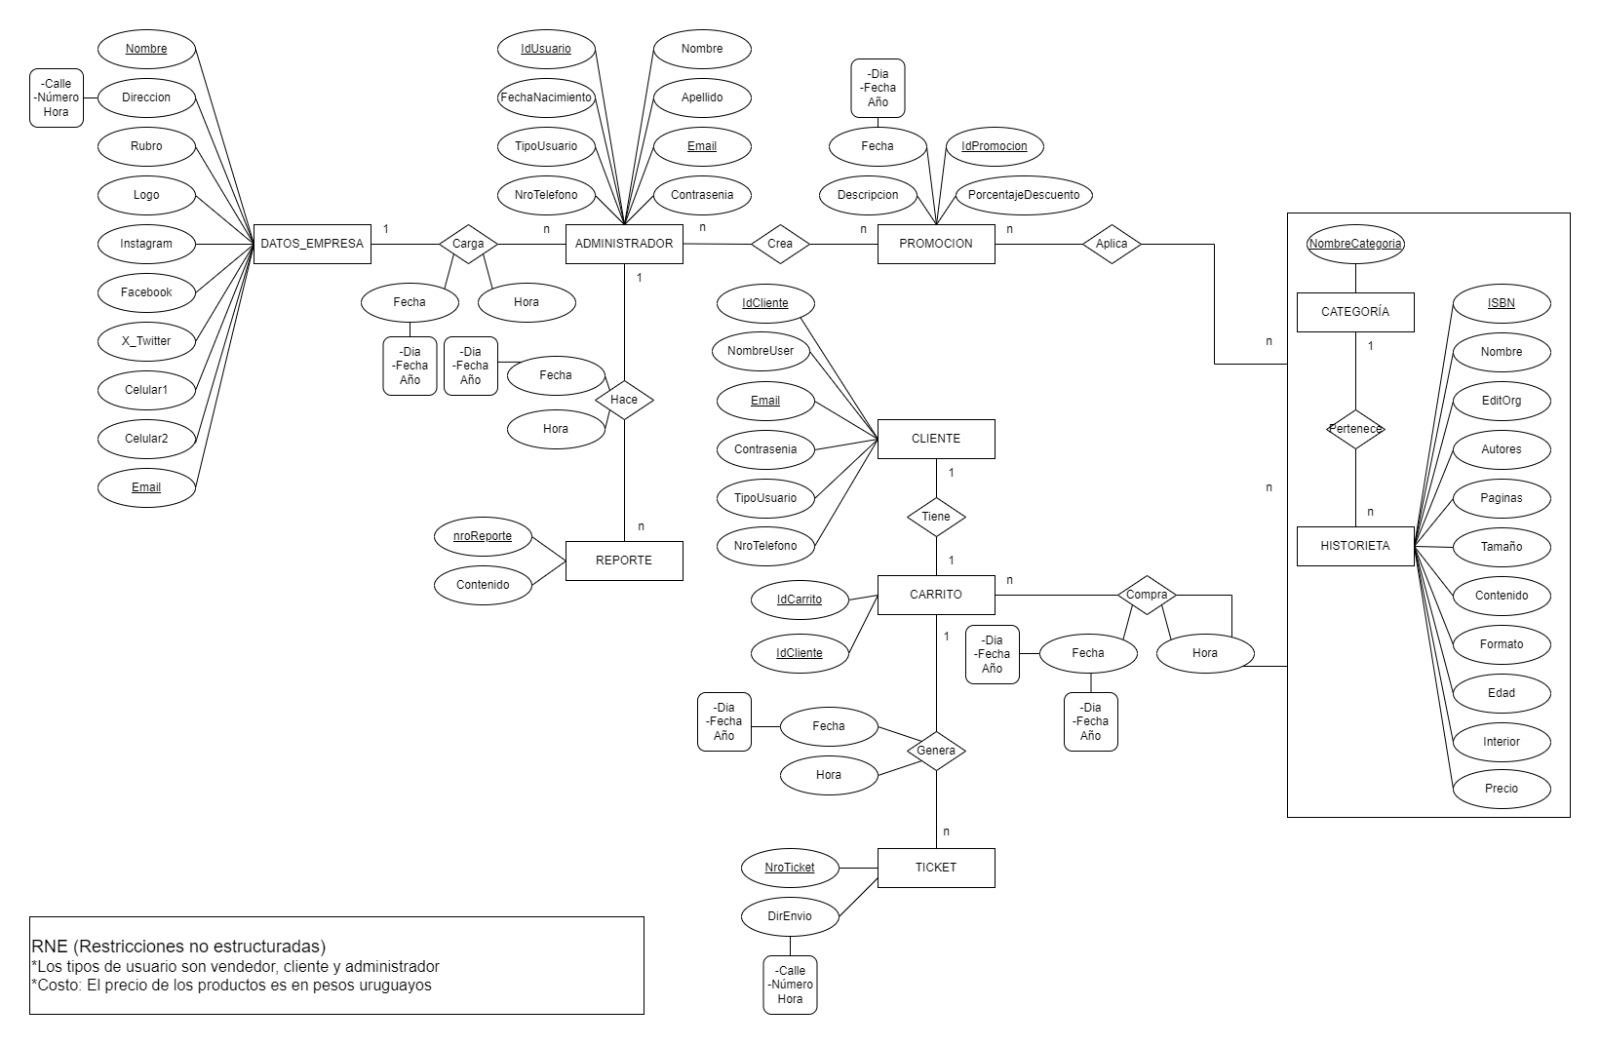 Nombre
-Calle
-Número
Hora
Direccion
Rubro
Logo
Instagram
Facebook
X_Twitter
Celular1
Celular2
Email
DATOS_EMPRESA
1
Carga
n
Fecha
Hora
-Dia
-Fecha
Año
IdUsuario
FechaNacimiento
TipoUsuario
NroTelefono
Nombre
Apellido
Email
Contrasenia
ADMINISTRADOR
n
Crea
n
1
-Dia
-Fecha
Año
Fecha
Hora
Hace
n
nroReporte
Contenido
REPORTE
-Dia
-Fecha
Año
Fecha
IdPromocion
Descripcion
PorcentajeDescuento
PROMOCION
n
Aplica
n
IdCliente
NombreUser
Email
Contrasenia
TipoUsuario
NroTelefono
CLIENTE
1
Tiene
1
IdCarrito
IdCliente
CARRITO
n
Compra
n
-Dia
-Fecha
Año
Fecha
Hora
-Dia
-Fecha
Año
1
-Dia
-Fecha
Año
Fecha
Hora
Genera
n
NroTicket
TICKET
DirEnvio
-Calle
-Número
Hora
NombreCategoria
CATEGORÍA
1
Pertenece
n
HISTORIETA
ISBN
Nombre
EditOrg
Autores
Paginas
Tamaño
Contenido
Formato
Edad
Interior
Precio
RNE (Restricciones no estructuradas)
*Los tipos de usuario son vendedor, cliente y administrador
*Costo: El precio de los productos es en pesos uruguayos